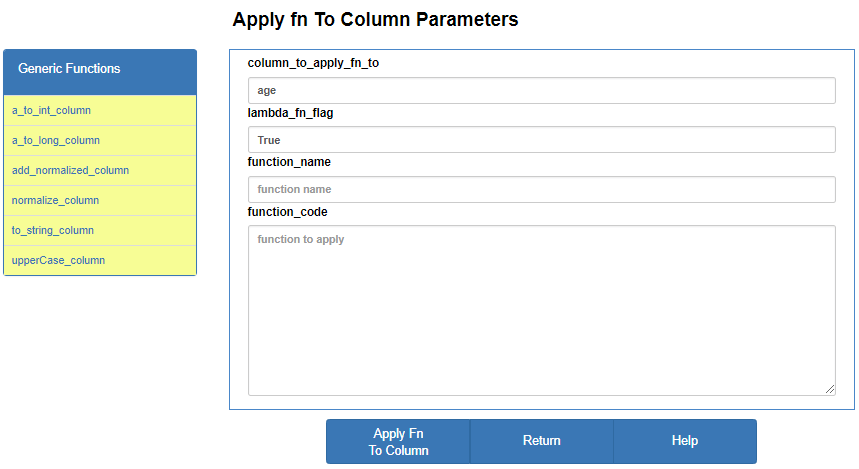 Apply fn To Column Parameters
Generic Functions
a_to_int_column
a_to_long_column
add_normalized_column
normalize_column
to_string_column
upperCase_column
column_to_apply_fn_to
age
lambda_fn_flag
True
function_name
function name
function_code
function to apply
Apply Fn
To Column
Return
Help